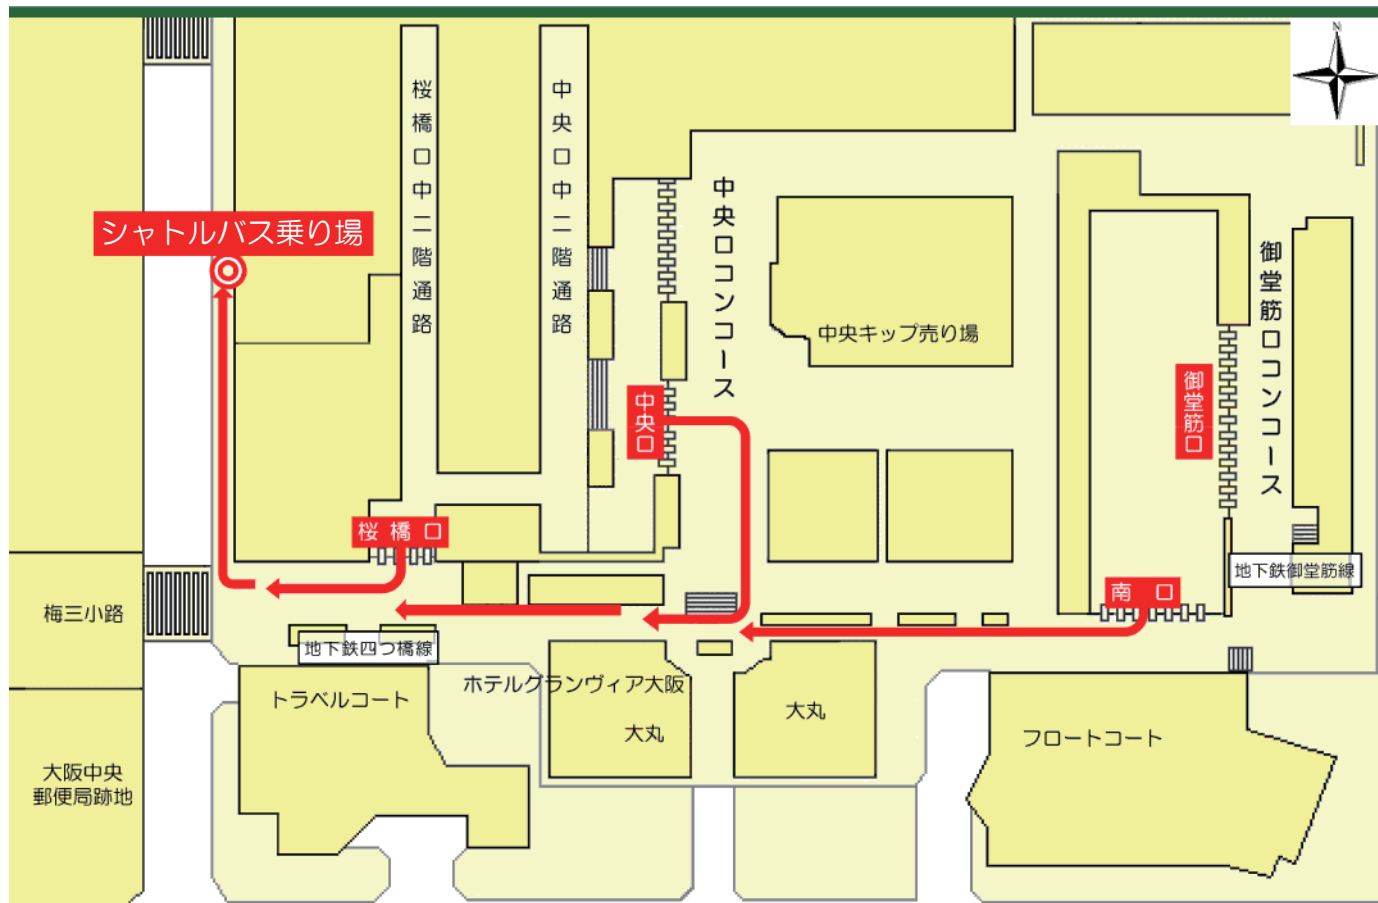 N
桜橋口中二階通路
中央口中二階通路
中央口コンコース
シャトルバス乗り場
御堂筋口コンコース
中央キップ売り場
御堂筋口
中央口
桜橋口
地下鉄御堂筋線
南口
梅三小路
地下鉄四つ橋線
ホテルグランヴィア大阪
トラベルコート
大丸
大丸
フロートコート
大阪中央
郵便局跡地